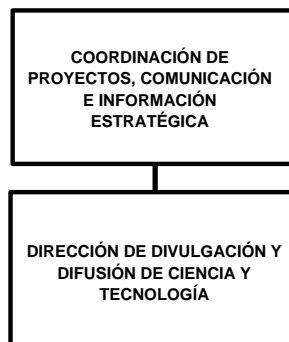 COORDINACIÓN DE
PROYECTOS, COMUNICACIÓN
E INFORMACIÓN
ESTRATÉGICA
DIRECCIÓN DE DIVULGACIÓN Y
DIFUSIÓN DE CIENCIA Y
TECNOLOGÍA